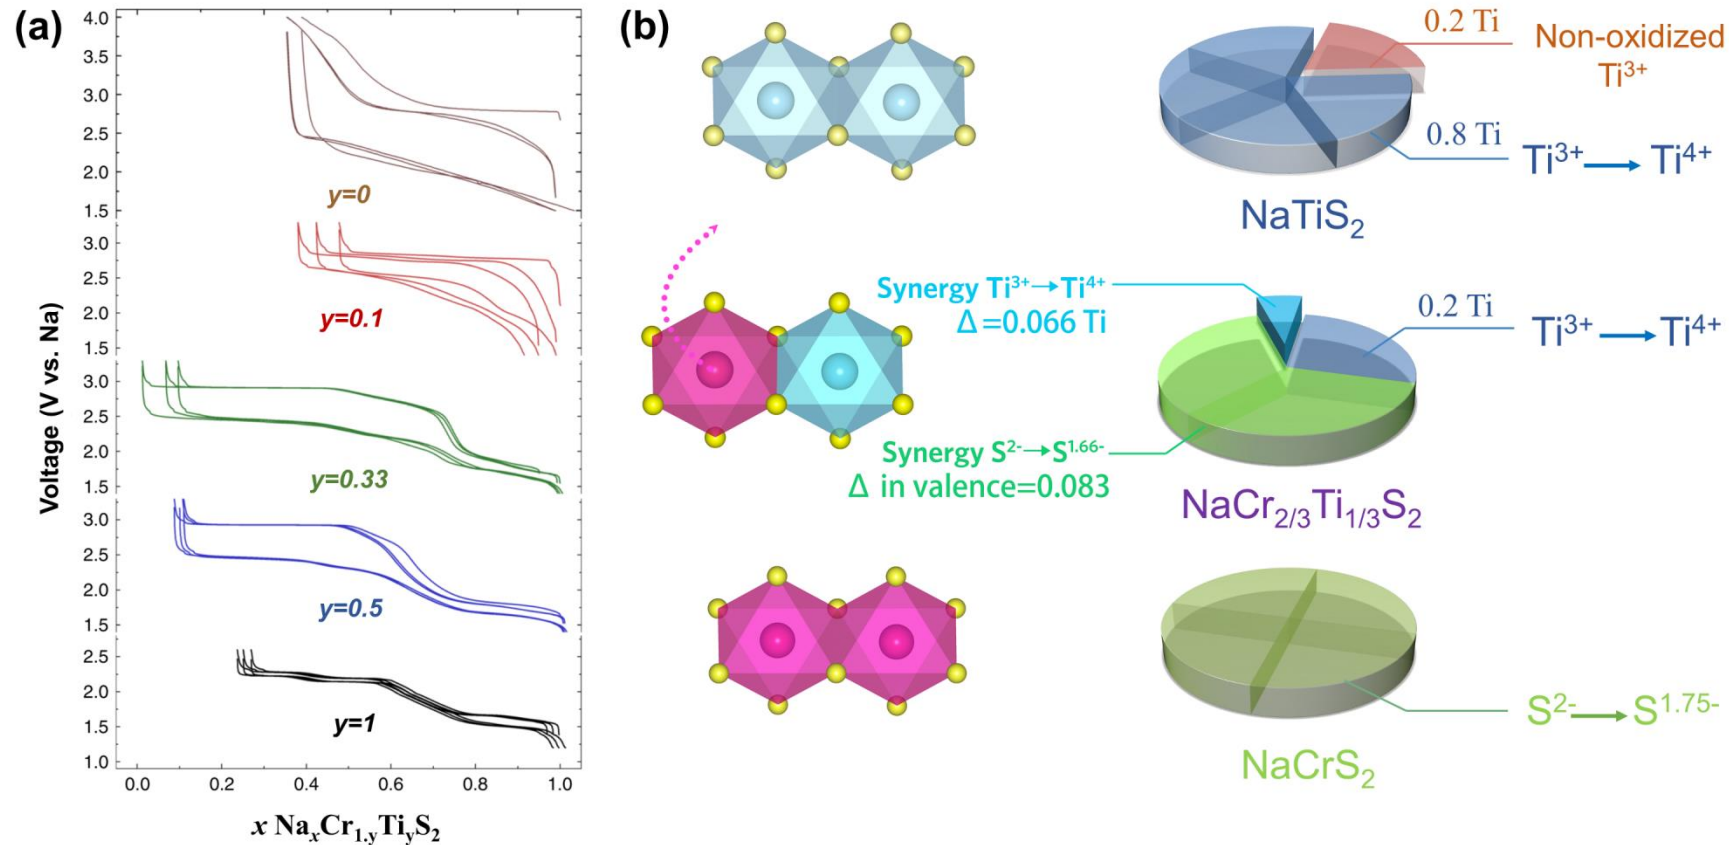 (a)
4.0
3.5
3.0
2.5
2.0
1.5
y=0
3.0
2.5
2.0
1.5
y=0.1
3.0
2.5
2.0
1.5
y=0.33
3.0
2.5
2.0
1.5
y=0.5
2.5
2.0
1.5
1.0
y=1
Voltage (V vs. Na)
0.0 0.2 0.4 0.6 0.8 1.0
x NaₓCr₁.yTiyS₂
(b)
0.2 Ti
Non-oxidized
Ti³⁺
0.8 Ti
Ti³⁺→Ti⁴⁺
NaTiS₂
Synergy Ti³⁺→Ti⁴⁺
Δ=0.066 Ti
0.2 Ti
Ti³⁺→Ti⁴⁺
Synergy S²⁻→S¹·⁶⁶⁻
Δ in valence=0.083
NaCr₂/₃Ti₁/₃S₂
S²⁻→S¹·⁷⁵⁻
NaCrS₂